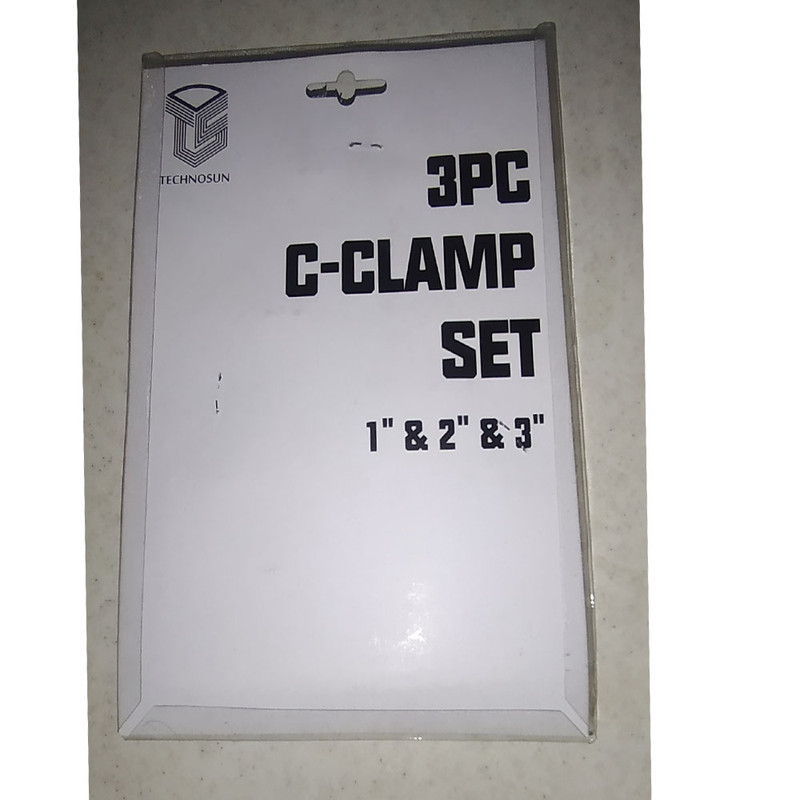 TECHNOSUN
3PC
C-CLAMP
SET
1" & 2" & 3"